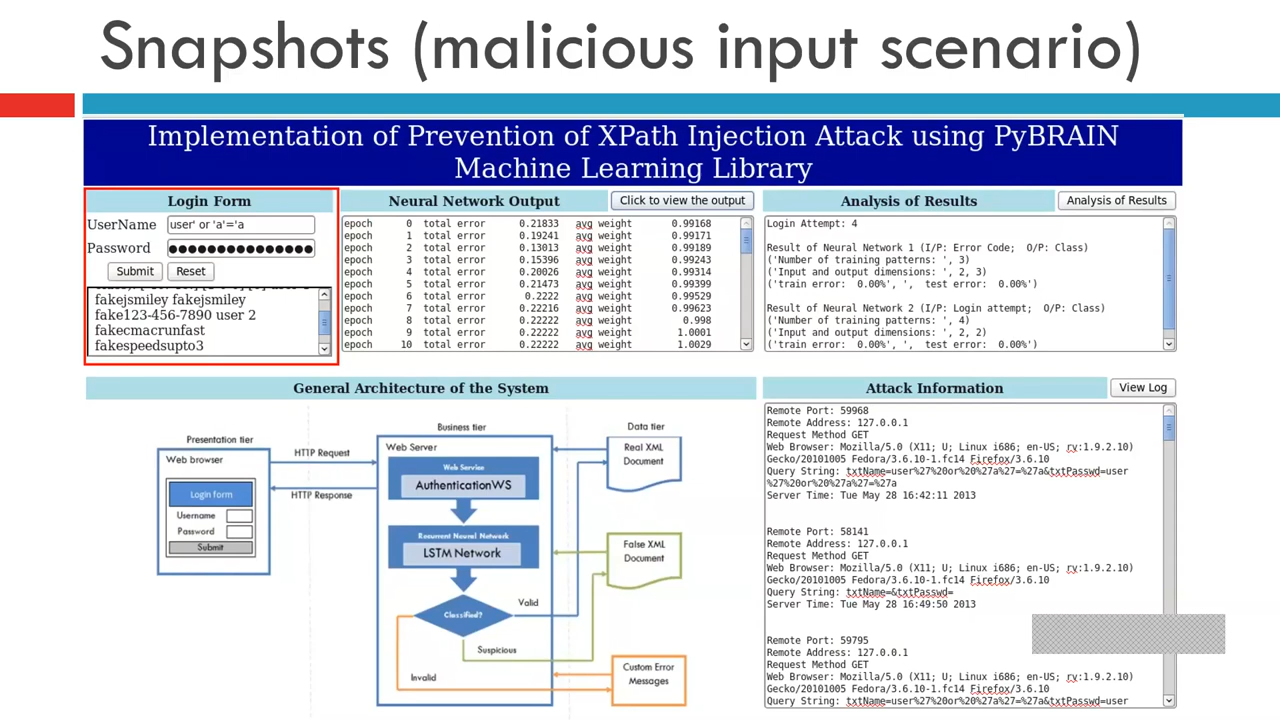 Snapshots (malicious input scenario)
Implementation of Prevention of XPath Injection Attack using PyBRAIN
Machine Learning Library
Login Form
UserName user' or 'a'='a
Password ●●●●●●●●●●●●●●●
Submit Reset
fakejsmiley fakejsmiley
fake123-456-7890 user 2
fakecmacrunfast
fakespeedsupto3
Neural Network Output Click to view the output
epoch 0 total error 0.21833 avg weight 0.99168
epoch 1 total error 0.19241 avg weight 0.99171
epoch 2 total error 0.13013 avg weight 0.99189
epoch 3 total error 0.15396 avg weight 0.99243
epoch 4 total error 0.20026 avg weight 0.99314
epoch 5 total error 0.21473 avg weight 0.99399
epoch 6 total error 0.2222 avg weight 0.99529
epoch 7 total error 0.22216 avg weight 0.99623
epoch 8 total error 0.22222 avg weight 0.998
epoch 9 total error 0.22222 avg weight 1.0001
epoch 10 total error 0.22222 avg weight 1.0029
Analysis of Results Analysis of Results
Login Attempt: 4
Result of Neural Network 1 (I/P: Error Code; O/P: Class)
('Number of training patterns: ', 3)
('Input and output dimensions: ', 2, 3)
('train error: 0.00%', ', test error: 0.00%')
Result of Neural Network 2 (I/P: Login attempt; O/P: Class)
('Number of training patterns: ', 4)
('Input and output dimensions: ', 2, 2)
('train error: 0.00%', ', test error: 0.00%')
General Architecture of the System
Presentation tier
Web browser
Login form
Username
Password
Submit
HTTP Request
HTTP Response
Business tier
Web Server
Web Service
AuthenticationWS
Recurrent Neural Network
LSTM Network
Classified?
Valid
Suspicious
Invalid
Data tier
Real XML
Document
False XML
Document
Custom Error
Messages
Attack Information View Log
Remote Port: 59968
Remote Address: 127.0.0.1
Request Method GET
Web Browser: Mozilla/5.0 (X11; U; Linux i686; en-US; rv:1.9.2.10)
Gecko/20101005 Fedora/3.6.10-1.fc14 Firefox/3.6.10
Query String: txtName=user%27%20or%20%27a%27=%27a&txtPasswd=user
%27%20or%20%27a%27=%27a
Server Time: Tue May 28 16:42:11 2013
Remote Port: 58141
Remote Address: 127.0.0.1
Request Method GET
Web Browser: Mozilla/5.0 (X11; U; Linux i686; en-US; rv:1.9.2.10)
Gecko/20101005 Fedora/3.6.10-1.fc14 Firefox/3.6.10
Query String: txtName=&txtPasswd=
Server Time: Tue May 28 16:49:50 2013
Remote Port: 59795
Remote Address: 127.0.0.1
Request Method GET
Web Browser: Mozilla/5.0 (X11; U; Linux i686; en-US; rv:1.9.2.10)
Gecko/20101005 Fedora/3.6.10-1.fc14 Firefox/3.6.10
Query String: txtName=user%27%20or%20%27a%27=%27a&txtPasswd=user